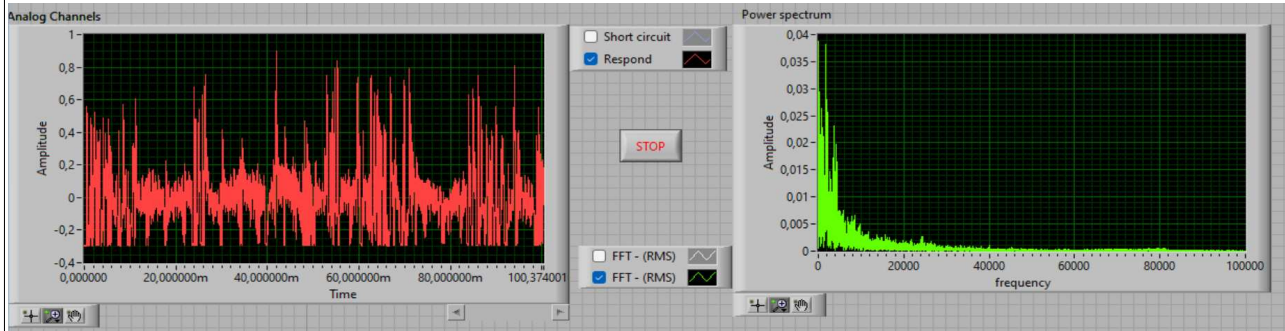 Analog Channels
Amplitude
1
0,8
0,6
0,4
0,2
0
-0,2
-0,4
0,000000 20,000000m 40,000000m 60,000000m 80,0000000m 100,374001
Time
Short circuit
Respond
STOP
FFT - (RMS)
FFT - (RMS)
Power spectrum
Amplitude
0,04
0,035
0,03
0,025
0,02
0,015
0,01
0,005
0
0 20000 40000 60000 80000 100000
frequency